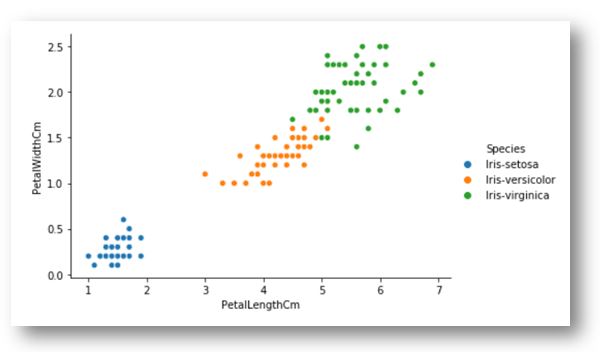 2.5
2.0
1.5
1.0
0.5
0.0
PetalWidthCm
1 2 3 4 5 6 7
PetalLengthCm
Species
Iris-setosa
Iris-versicolor
Iris-virginica